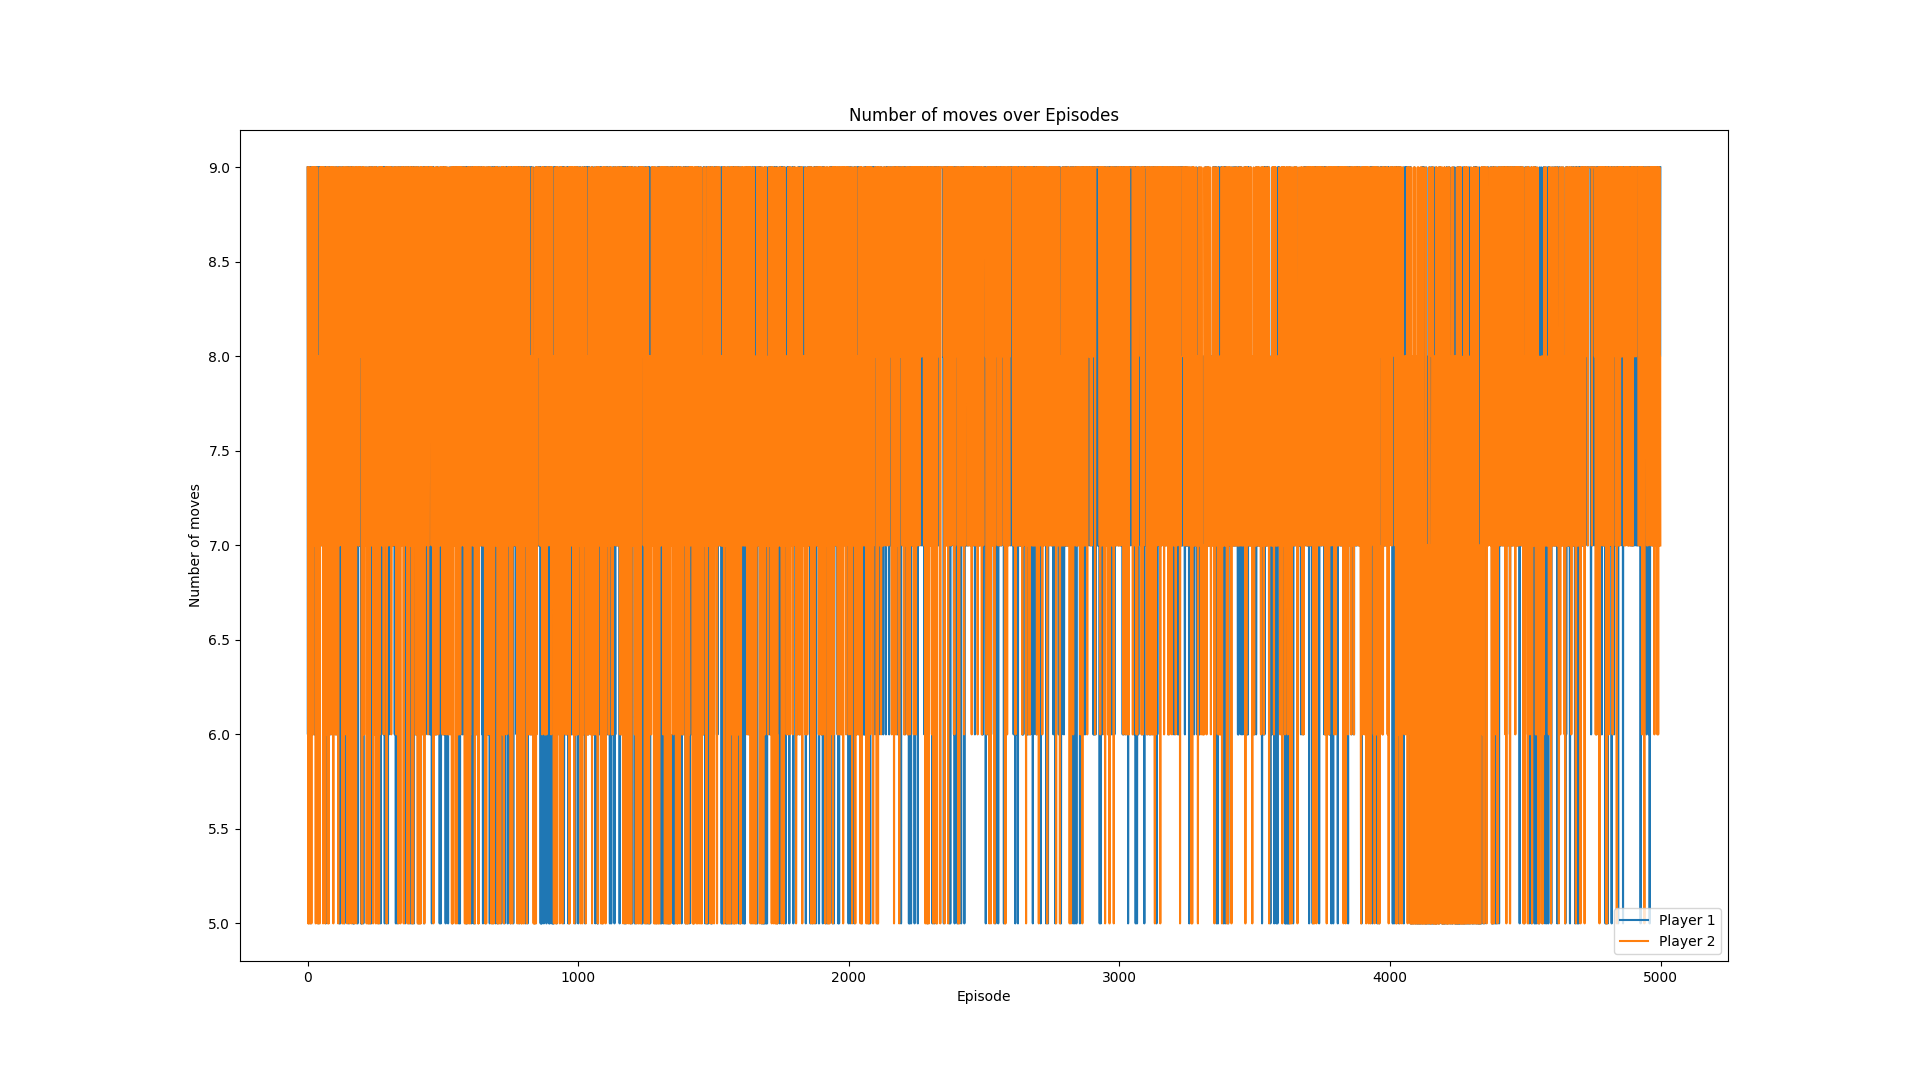 Number of moves over Episodes
9.0
8.5
8.0
7.5
7.0
6.5
6.0
5.5
5.0
Number of moves
0 1000 2000 3000 4000 5000
Episode
Player 1
Player 2